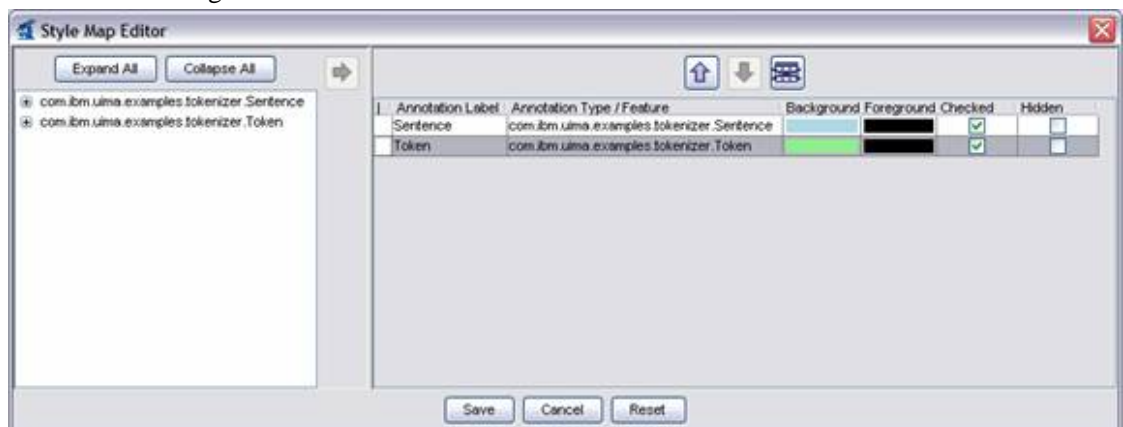 Style Map Editor
Expand All Collapse All
com.ibm.uima.examples.tokenizer.Sentence
com.ibm.uima.examples.tokenizer.Token
Annotation Label Annotation Type / Feature Background Foreground Checked Hidden
Sentence com.ibm.uima.examples.tokenizer.Sentence
Token com.ibm.uima.examples.tokenizer.Token
Save Cancel Reset